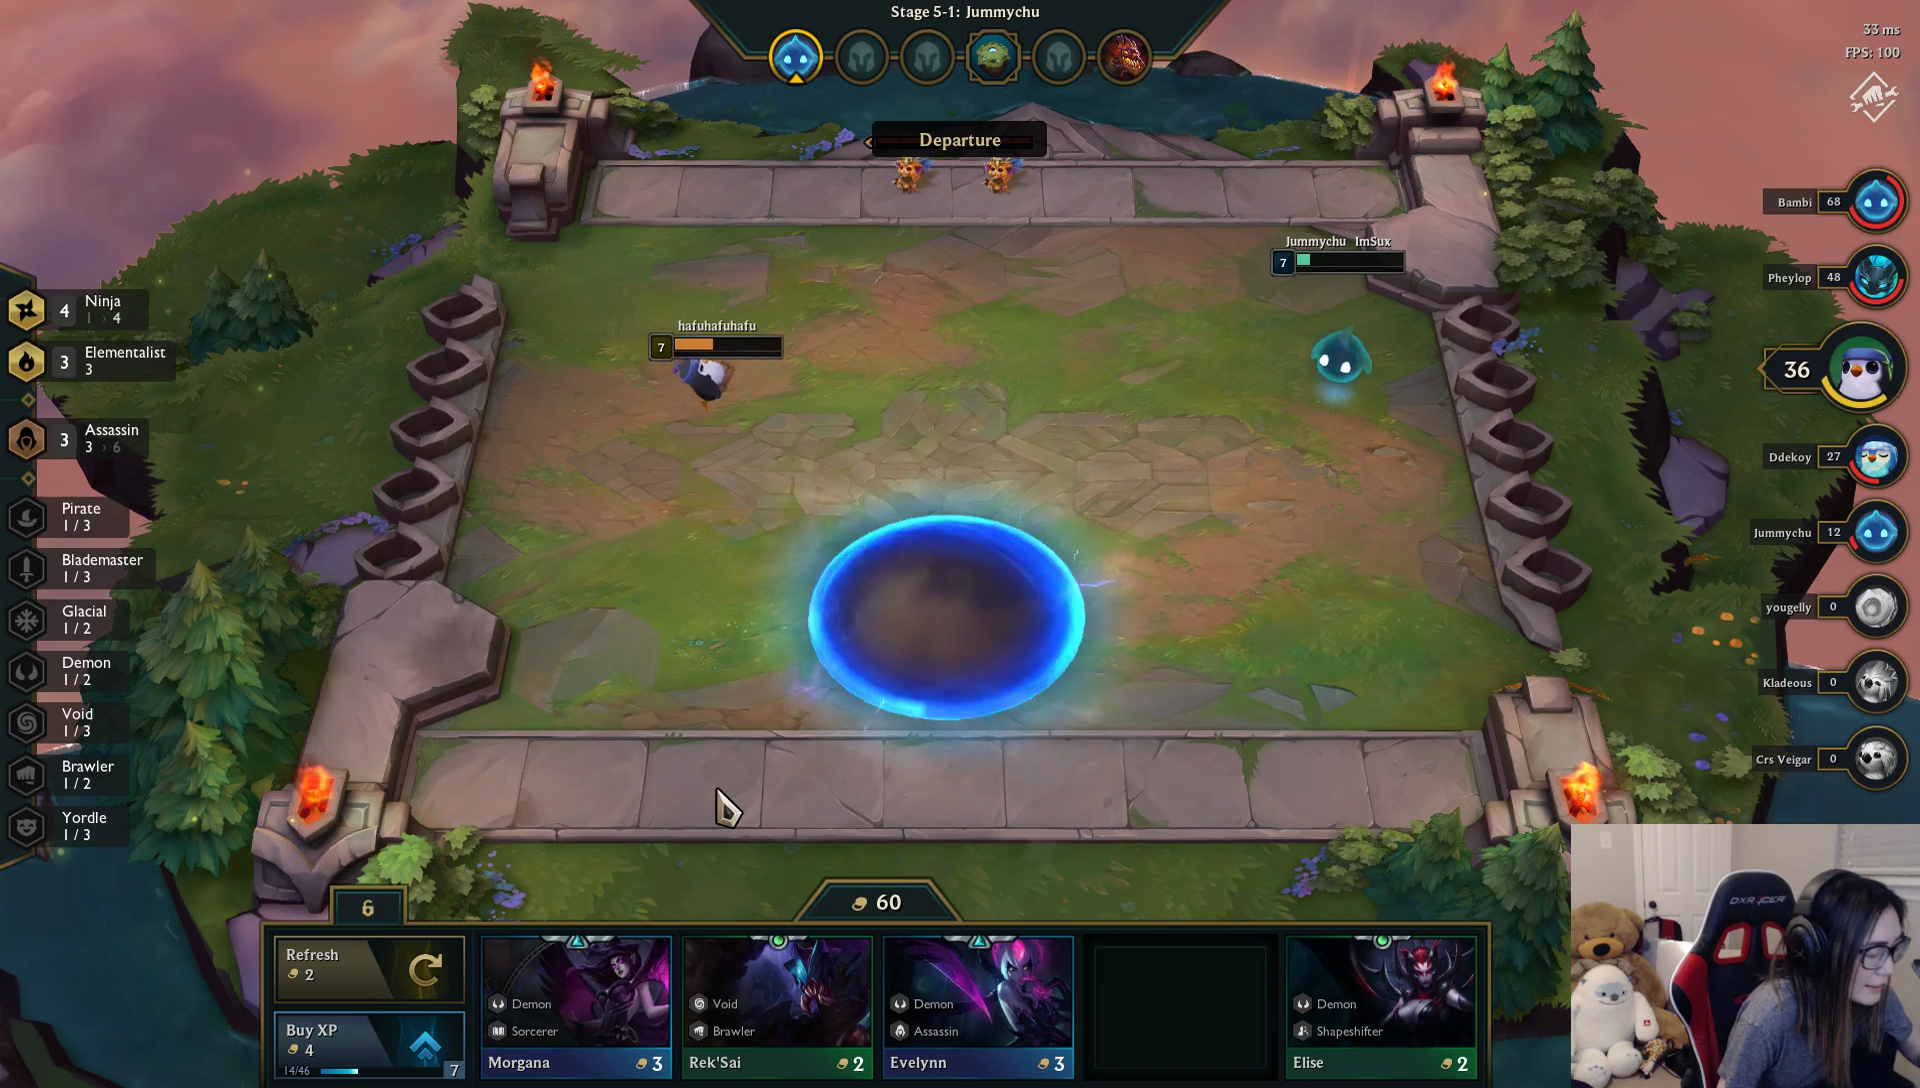 Stage 5-1: Jummychu
33 ms
FPS: 100
Departure
Jummychu ImSux
7
hafuhafuhafu
7
Bambi 68
Pheylop 48
36
Ddekoy 27
Jummychu 12
yougelly 0
Kladeous 0
Crs Veigar 0
4 Ninja
1 › 4
3 Elementalist
3
3 Assassin
3 › 6
Pirate
1 / 3
Blademaster
1 / 3
Glacial
1 / 2
Demon
1 / 2
Void
1 / 3
Brawler
1 / 2
Yordle
1 / 3
6
60
Refresh
2
Buy XP
4
14/46
7
Demon
Sorcerer
Morgana 3
Void
Brawler
Rek'Sai 2
Demon
Assassin
Evelynn 3
Demon
Shapeshifter
Elise 2
DXRACER